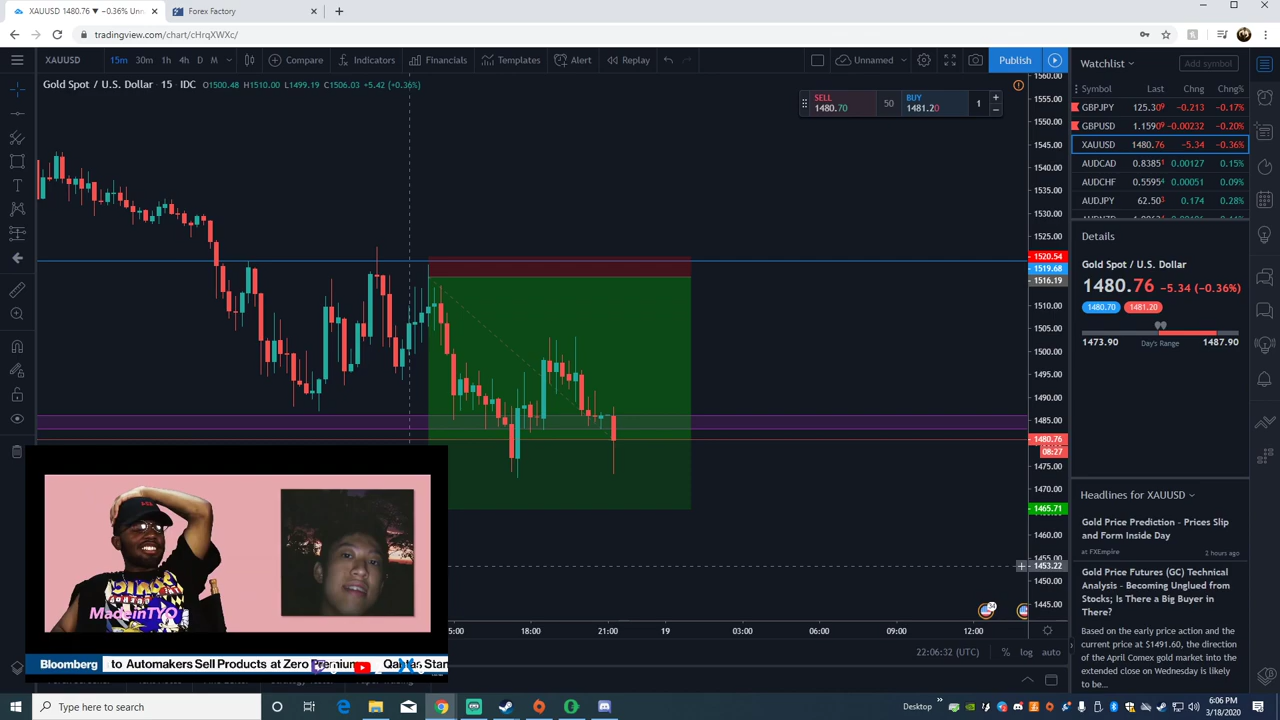 XAUUSD 1480.76 ▼ −0.36% Unn
Forex Factory
tradingview.com/chart/cHrqXWXc/
XAUUSD 15m 30m 1h 4h D M Compare Indicators Financials Templates Alert Replay Unnamed Publish
Watchlist
Add symbol
Gold Spot / U.S. Dollar · 15 · IDC O1500.48 H1510.00 L1499.19 C1506.03 +5.42 (+0.36%)
SELL
1480.70
50
BUY
1481.20
1
Symbol Last Chng Chng%
GBPJPY 125.309 −0.213 −0.17%
GBPUSD 1.15909 −0.00232 −0.20%
XAUUSD 1480.76 −5.34 −0.36%
AUDCAD 0.83851 0.00127 0.15%
AUDCHF 0.55954 0.00051 0.09%
AUDJPY 62.503 0.174 0.28%
Details
Gold Spot / U.S. Dollar
1480.76 −5.34 (−0.36%)
1480.70 1481.20
1473.90 Day's Range 1487.90
Headlines for XAUUSD
Gold Price Prediction - Prices Slip
and Form Inside Day
at FXEmpire 2 hours ago
Gold Price Futures (GC) Technical
Analysis - Becoming Unglued from
Stocks; Is There a Big Buyer in
There?
Based on the early price action and the
current price at $1491.60, the direction
of the April Comex gold market into the
extended close on Wednesday is likely
to be...
1560.00
1555.00
1550.00
1545.00
1540.00
1535.00
1530.00
1525.00
1520.54
1519.68
1516.19
1510.00
1505.00
1500.00
1495.00
1490.00
1485.00
1480.76
08:27
1475.00
1470.00
1465.71
1460.00
1455.00
1453.22
1450.00
1445.00
18:00 21:00 19 03:00 06:00 09:00 12:00
22:06:32 (UTC) % log auto
MadeinTYO
Bloomberg to Automakers Sell Products at Zero Premium Qantas Stan
Type here to search
Desktop
6:06 PM
3/18/2020